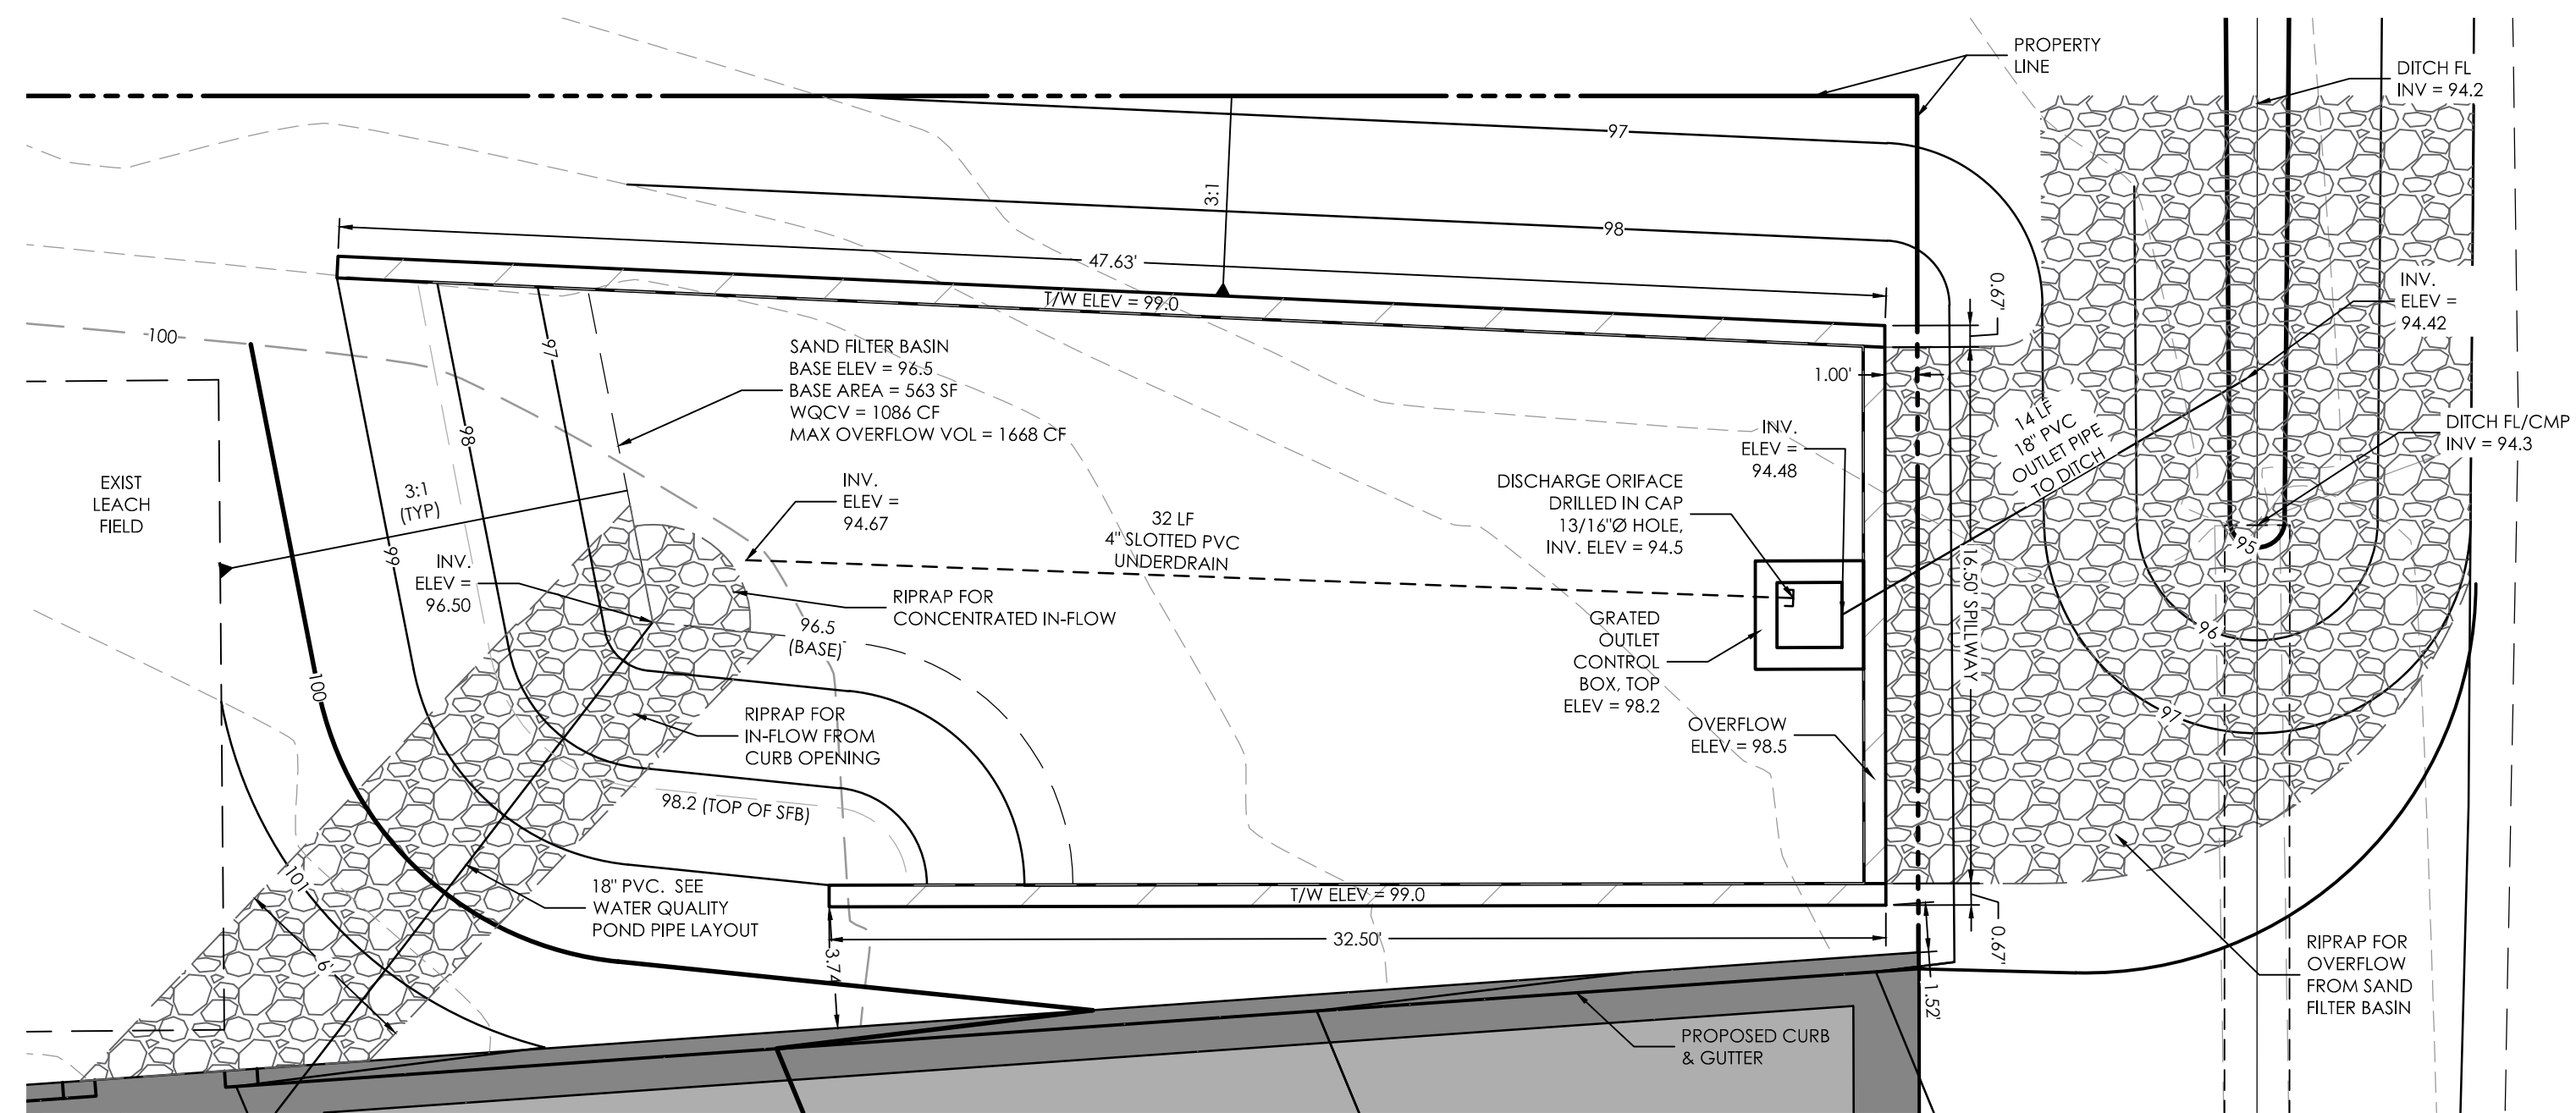 PROPERTY
LINE
DITCH FL
INV = 94.2
97
3:1
98
47.63'
T/W ELEV = 99.0
0.67'
INV.
ELEV =
94.42
100
97
SAND FILTER BASIN
BASE ELEV = 96.5
BASE AREA = 563 SF
WQCV = 1086 CF
MAX OVERFLOW VOL = 1668 CF
1.00'
14 LF
18" PVC
OUTLET PIPE
TO DITCH
DITCH FL/CMP
INV = 94.3
98
INV.
ELEV =
94.48
EXIST
LEACH
FIELD
3:1
(TYP)
INV.
ELEV =
94.67
32 LF
4" SLOTTED PVC
UNDERDRAIN
DISCHARGE ORIFACE
DRILLED IN CAP
13/16"Ø HOLE,
INV. ELEV = 94.5
99
INV.
ELEV =
96.50
RIPRAP FOR
CONCENTRATED IN-FLOW
96.5
(BASE)
GRATED
OUTLET
CONTROL
BOX, TOP
ELEV = 98.2
16.50' SPILLWAY
95
96
97
100
RIPRAP FOR
IN-FLOW FROM
CURB OPENING
OVERFLOW
ELEV = 98.5
98.2 (TOP OF SFB)
101
18" PVC.  SEE
WATER QUALITY
POND PIPE LAYOUT
T/W ELEV = 99.0
6'
3.74'
32.50'
0.67'
1.52'
RIPRAP FOR
OVERFLOW
FROM SAND
FILTER BASIN
PROPOSED CURB
& GUTTER